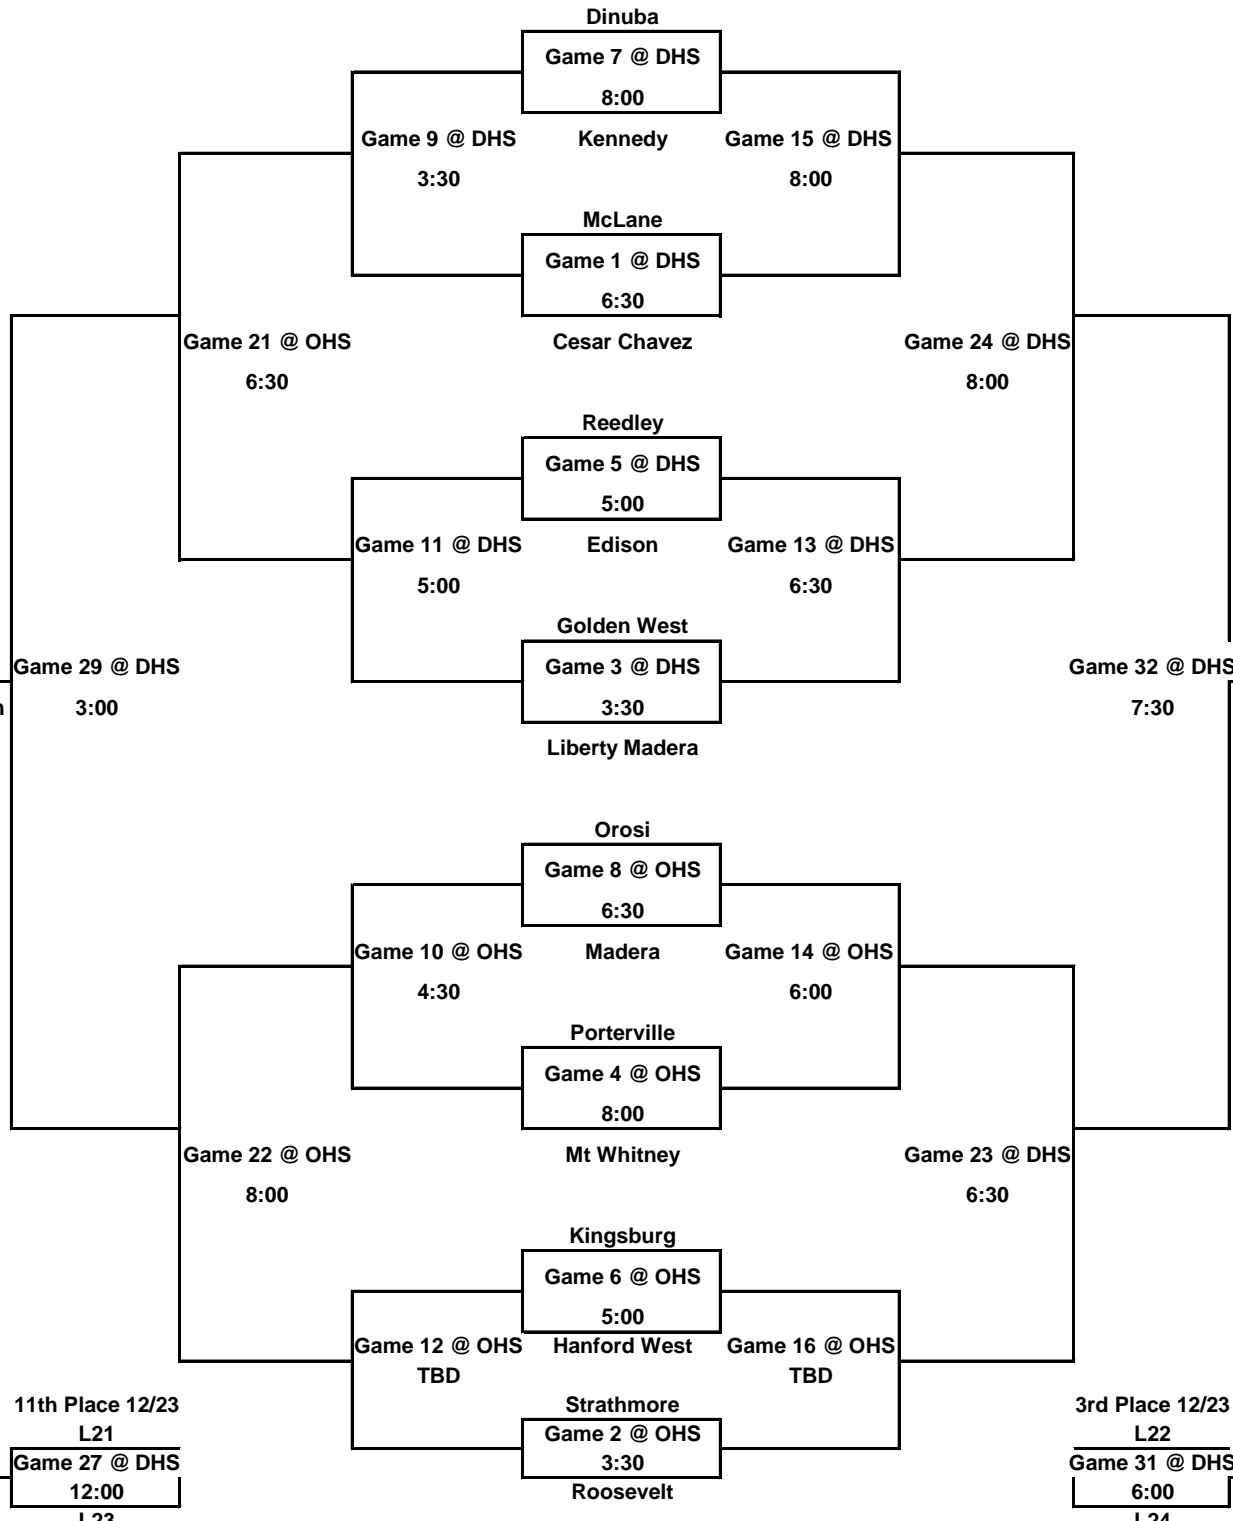 Dinuba
Game 7 @ DHS
8:00
Game 9 @ DHS Kennedy Game 15 @ DHS
3:30 8:00
McLane
Game 1 @ DHS
6:30
Game 21 @ OHS Cesar Chavez Game 24 @ DHS
6:30 8:00
Reedley
Game 5 @ DHS
5:00
Game 11 @ DHS Edison Game 13 @ DHS
5:00 6:30
Golden West
Game 29 @ DHS Game 3 @ DHS Game 32 @ DHS
3:00 3:30 7:30
Liberty Madera
Orosi
Game 8 @ OHS
6:30
Game 10 @ OHS Madera Game 14 @ OHS
4:30 6:00
Porterville
Game 4 @ OHS
8:00
Game 22 @ OHS Mt Whitney Game 23 @ DHS
8:00 6:30
Kingsburg
Game 6 @ OHS
5:00
Game 12 @ OHS Hanford West Game 16 @ OHS
TBD TBD
11th Place 12/23 Strathmore 3rd Place 12/23
L21 Game 2 @ OHS L22
Game 27 @ DHS 3:30 Game 31 @ DHS
12:00 Roosevelt 6:00
L23 L24